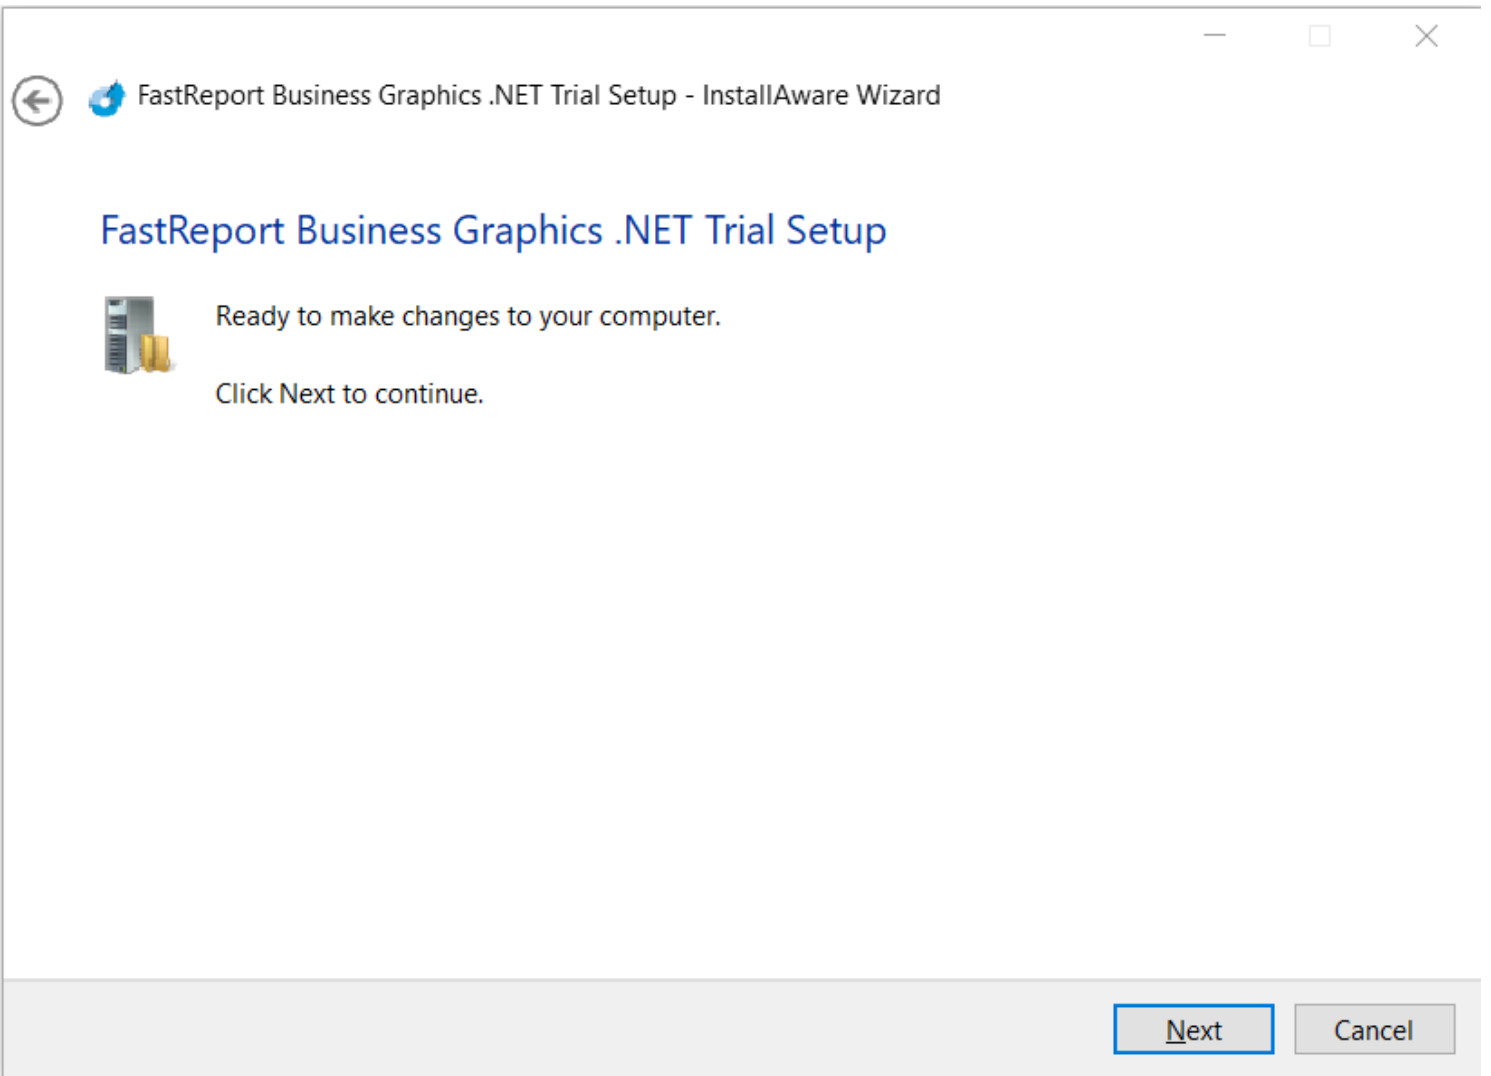 FastReport Business Graphics .NET Trial Setup - InstallAware Wizard
FastReport Business Graphics .NET Trial Setup
Ready to make changes to your computer.
Click Next to continue.
Next
Cancel